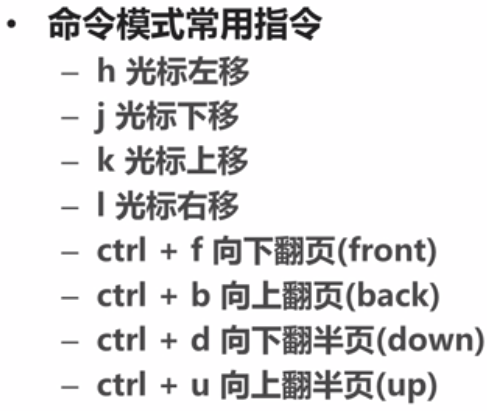 • 命令模式常用指令
– h 光标左移
– j 光标下移
– k 光标上移
– l 光标右移
– ctrl + f 向下翻页(front)
– ctrl + b 向上翻页(back)
– ctrl + d 向下翻半页(down)
– ctrl + u 向上翻半页(up)